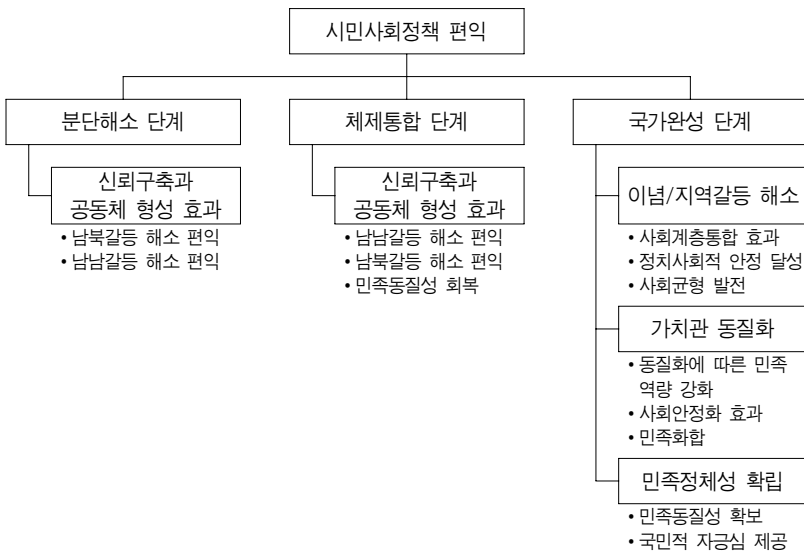 시민사회정책 편익
분단해소 단계
신뢰구축과
공동체 형성 효과
• 남북갈등 해소 편익
• 남남갈등 해소 편익
체제통합 단계
신뢰구축과
공동체 형성 효과
• 남남갈등 해소 편익
• 남북갈등 해소 편익
• 민족동질성 회복
국가완성 단계
이념/지역갈등 해소
• 사회계층통합 효과
• 정치사회적 안정 달성
• 사회균형 발전
가치관 동질화
• 동질화에 따른 민족
역량 강화
• 사회안정화 효과
• 민족화합
민족정체성 확립
• 민족동질성 확보
• 국민적 자긍심 제공